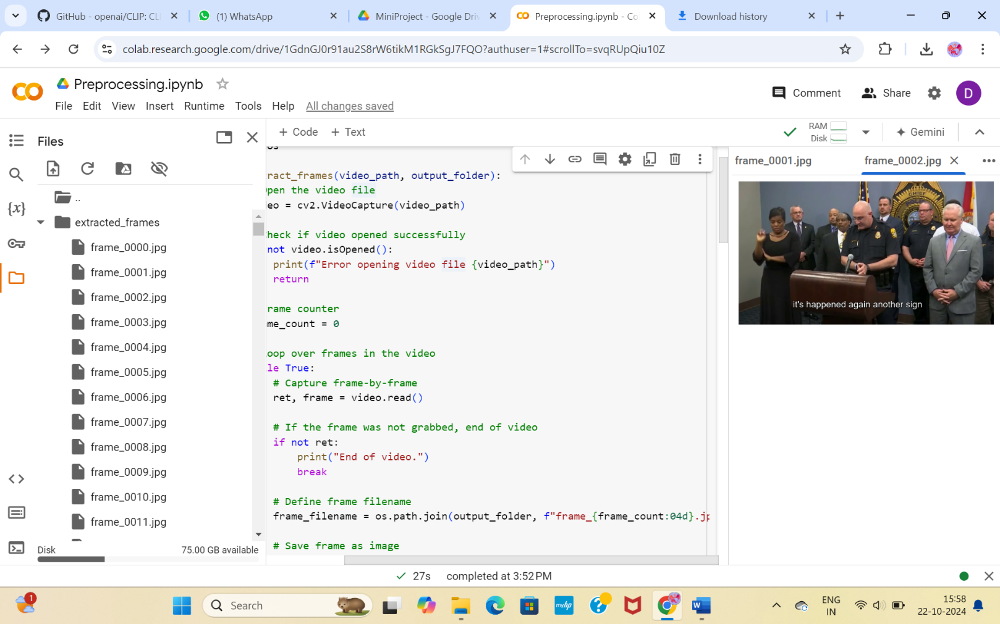 GitHub - openai/CLIP: CL
(1) WhatsApp
MiniProject - Google Driv
Preprocessing.ipynb - Co
Download history
colab.research.google.com/drive/1GdnGJ0r91au2S8rW6tikM1RGkSgJ7FQO?authuser=1#scrollTo=svqRUpQiu10Z
Preprocessing.ipynb
File Edit View Insert Runtime Tools Help All changes saved
Comment
Share
D
Files
+ Code + Text
RAM
Disk
Gemini
..
extracted_frames
frame_0000.jpg
frame_0001.jpg
frame_0002.jpg
frame_0003.jpg
frame_0004.jpg
frame_0005.jpg
frame_0006.jpg
frame_0007.jpg
frame_0008.jpg
frame_0009.jpg
frame_0010.jpg
frame_0011.jpg
Disk 75.00 GB available
os
ract_frames(video_path, output_folder):
pen the video file
eo = cv2.VideoCapture(video_path)
heck if video opened successfully
not video.isOpened():
print(f"Error opening video file {video_path}")
return
rame counter
me_count = 0
oop over frames in the video
le True:
# Capture frame-by-frame
ret, frame = video.read()
# If the frame was not grabbed, end of video
if not ret:
print("End of video.")
break
# Define frame filename
frame_filename = os.path.join(output_folder, f"frame_{frame_count:04d}.jp
# Save frame as image
frame_0001.jpg
frame_0002.jpg
CHIEF
it's happened again another sign
27s completed at 3:52 PM
1
Search
myhp
W
ENG
IN
15:58
22-10-2024